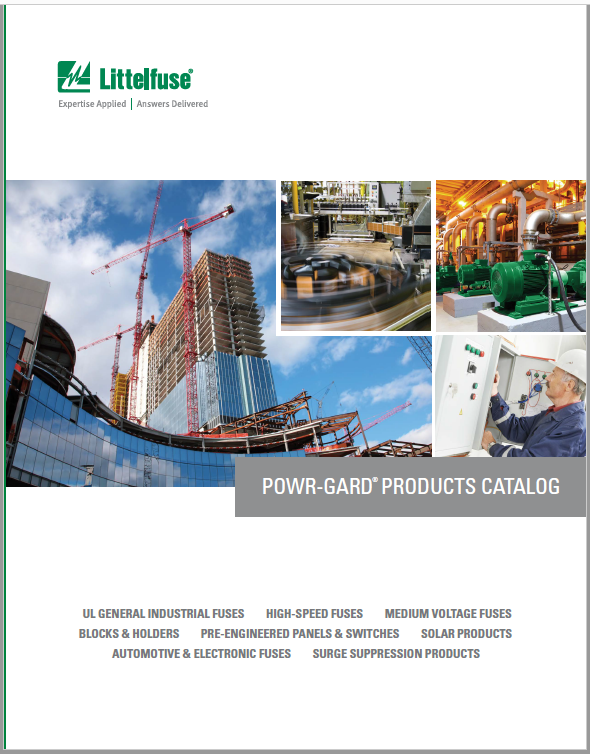 Littelfuse®
Expertise Applied | Answers Delivered
POWR-GARD® PRODUCTS CATALOG
UL GENERAL INDUSTRIAL FUSES HIGH-SPEED FUSES MEDIUM VOLTAGE FUSES
BLOCKS & HOLDERS PRE-ENGINEERED PANELS & SWITCHES SOLAR PRODUCTS
AUTOMOTIVE & ELECTRONIC FUSES SURGE SUPPRESSION PRODUCTS